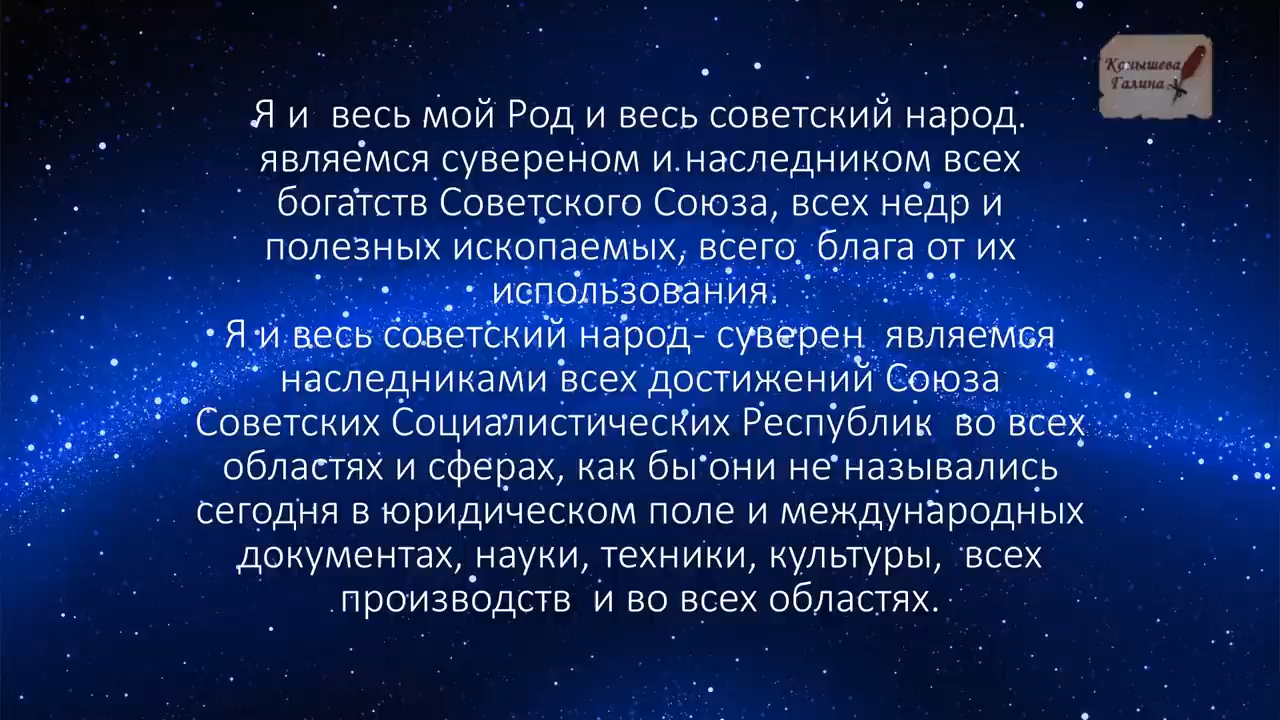 Камышева
Галина
Я и  весь мой Род и весь советский народ.
являемся сувереном и наследником всех
богатств Советского Союза, всех недр и
полезных ископаемых, всего  блага от их
использования.
Я и весь советский народ- суверен  являемся
наследниками всех достижений Союза
Советских Социалистических Республик  во всех
областях и сферах, как бы они не назывались
сегодня в юридическом поле и международных
документах, науки, техники, культуры,  всех
производств  и во всех областях.